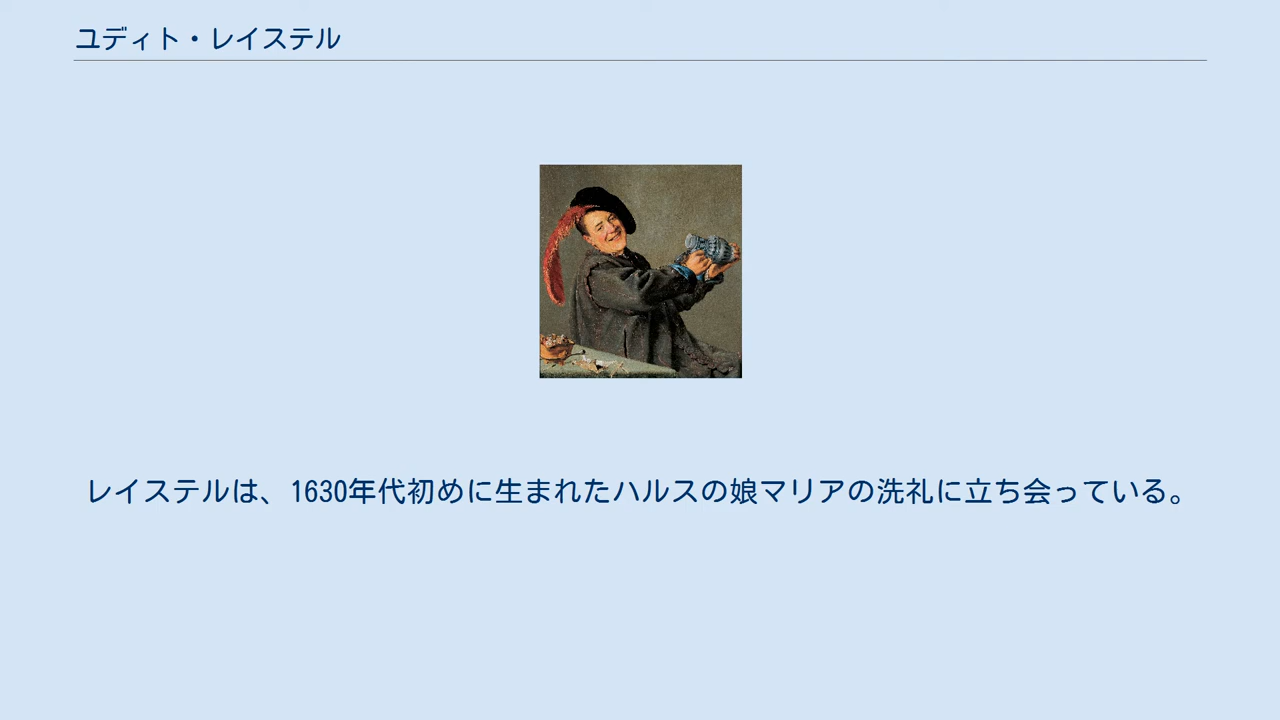 ユディト・レイステル
レイステルは、1630年代初めに生まれたハルスの娘マリアの洗礼に立ち会っている。